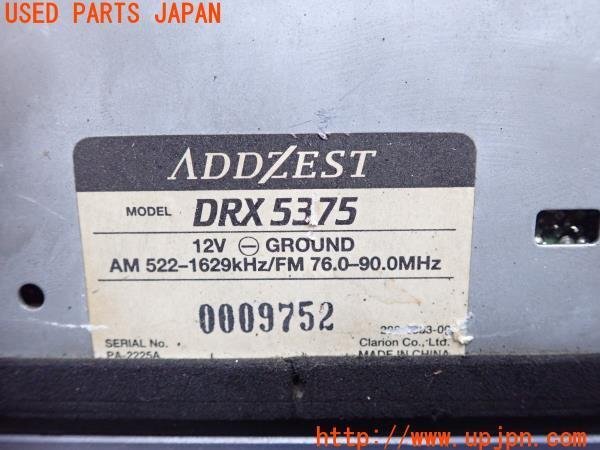 USED PARTS JAPAN
ADDZEST
MODEL DRX 5375
12V ⊖ GROUND
AM 522-1629kHz/FM 76.0-90.0MHz
0009752
SERIAL No.
PA-2225A
Clarion Co., Ltd.
MADE IN CHINA
http://www.upjpn.com